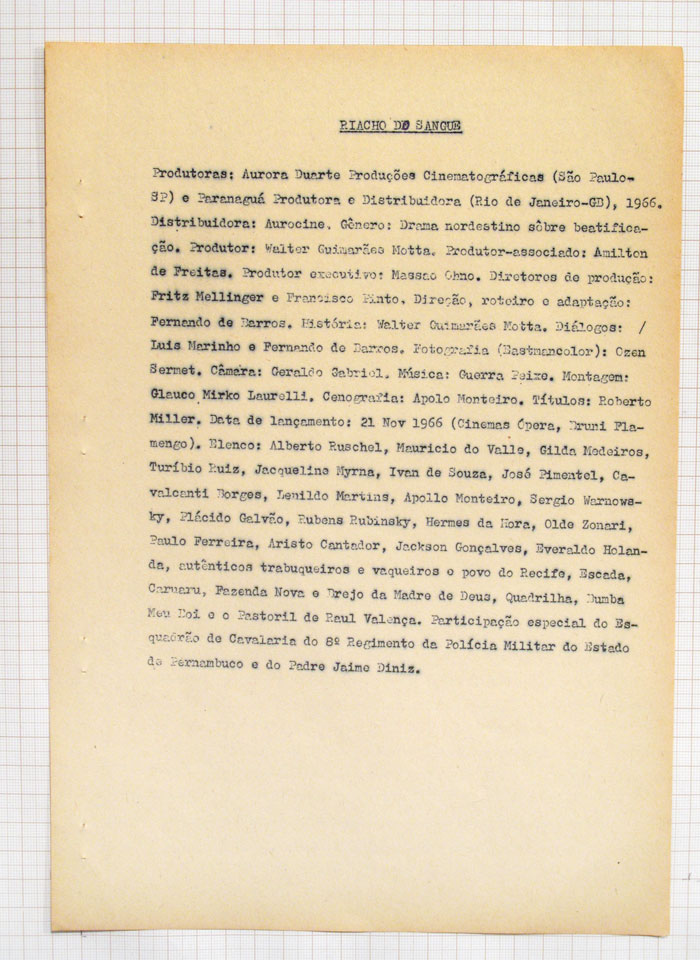 RIACHO DO SANGUE
Produtoras: Aurora Duarte Produções Cinematográficas (São Paulo-
SP) e Paranaguá Produtora e Distribuidora (Rio de Janeiro-GB), 1966.
Distribuidora: Aurocine. Gênero: Drama nordestino sôbre beatifica-
ção. Produtor: Walter Guimarães Motta. Produtor-associado: Amilton
de Freitas. Produtor executivo: Massao Ohno. Diretores de produção:
Fritz Mellinger e Francisco Pinto. Direção, roteiro e adaptação:
Fernando de Barros. História: Walter Guimarães Motta. Diálogos: /
Luis Marinho e Fernando de Barros. Fotografia (Eastmancolor): Ozen
Sermet. Câmara: Geraldo Gabriel. Música: Guerra Peixe. Montagem:
Glauco Mirko Laurelli. Cenografia: Apolo Monteiro. Títulos: Roberto
Miller. Data de lançamento: 21 Nov 1966 (Cinemas Ópera, Bruni Fla-
mengo). Elenco: Alberto Ruschel, Mauricio do Valle, Gilda Medeiros,
Turíbio Ruiz, Jacqueline Myrna, Ivan de Souza, José Pimentel, Ca-
valcanti Borges, Lenildo Martins, Apollo Monteiro, Sergio Warnows-
ky, Plácido Galvão, Rubens Rubinsky, Hermes da Hora, Olde Zonari,
Paulo Ferreira, Aristo Cantador, Jackson Gonçalves, Everaldo Holan-
da, autênticos trabuqueiros e vaqueiros e povo do Recife, Escada,
Caruaru, Fazenda Nova e Brejo da Madre de Deus, Quadrilha, Bumba
Meu Boi e o Pastoril de Raul Valença. Participação especial do Es-
quadrão de Cavalaria do 8º Regimento da Polícia Militar do Estado
de Pernambuco e do Padre Jaime Diniz.